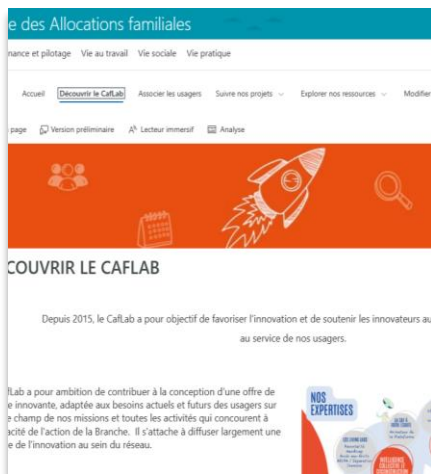 e des Allocations familiales
nance et pilotage Vie au travail Vie sociale Vie pratique
Accueil Découvrir le CafLab Associer les usagers Suivre nos projets Explorer nos ressources Modifier
page Version préliminaire Lecteur immersif Analyse
COUVRIR LE CAFLAB
Depuis 2015, le CafLab a pour objectif de favoriser l'innovation et de soutenir les innovateurs au
au service de nos usagers.
fLab a pour ambition de contribuer à la conception d'une offre de
e innovante, adaptée aux besoins actuels et futurs des usagers sur
e champ de nos missions et toutes les activités qui concourent à
acité de l'action de la Branche. Il s'attache à diffuser largement une
e de l'innovation au sein du réseau.
NOS
EXPERTISES
INTELLIGENCE
COLLECTIVE ET